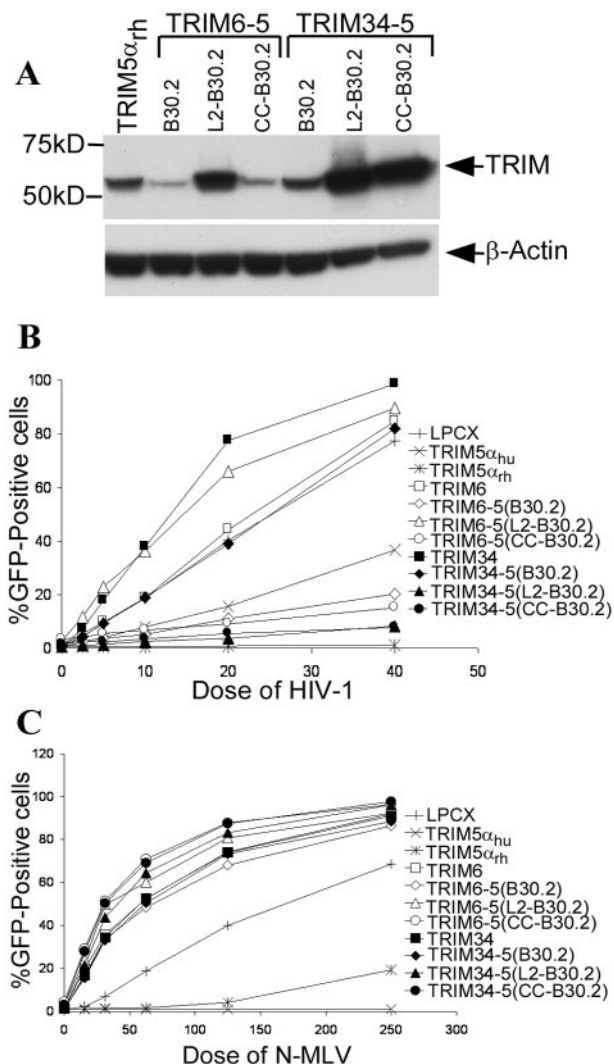 A
TRIM6-5
TRIM34-5
TRIM5αrh
B30.2
L2-B30.2
CC-B30.2
B30.2
L2-B30.2
CC-B30.2
75kD
50kD
TRIM
β-Actin
B
%GFP-Positive cells
100
80
60
40
20
0
0
10
20
30
40
50
Dose of HIV-1
LPCX
TRIM5αhu
TRIM5αrh
TRIM6
TRIM6-5(B30.2)
TRIM6-5(L2-B30.2)
TRIM6-5(CC-B30.2)
TRIM34
TRIM34-5(B30.2)
TRIM34-5(L2-B30.2)
TRIM34-5(CC-B30.2)
C
%GFP-Positive cells
120
100
80
60
40
20
0
0
50
100
150
200
250
300
Dose of N-MLV
LPCX
TRIM5αhu
TRIM5αrh
TRIM6
TRIM6-5(B30.2)
TRIM6-5(L2-B30.2)
TRIM6-5(CC-B30.2)
TRIM34
TRIM34-5(B30.2)
TRIM34-5(L2-B30.2)
TRIM34-5(CC-B30.2)